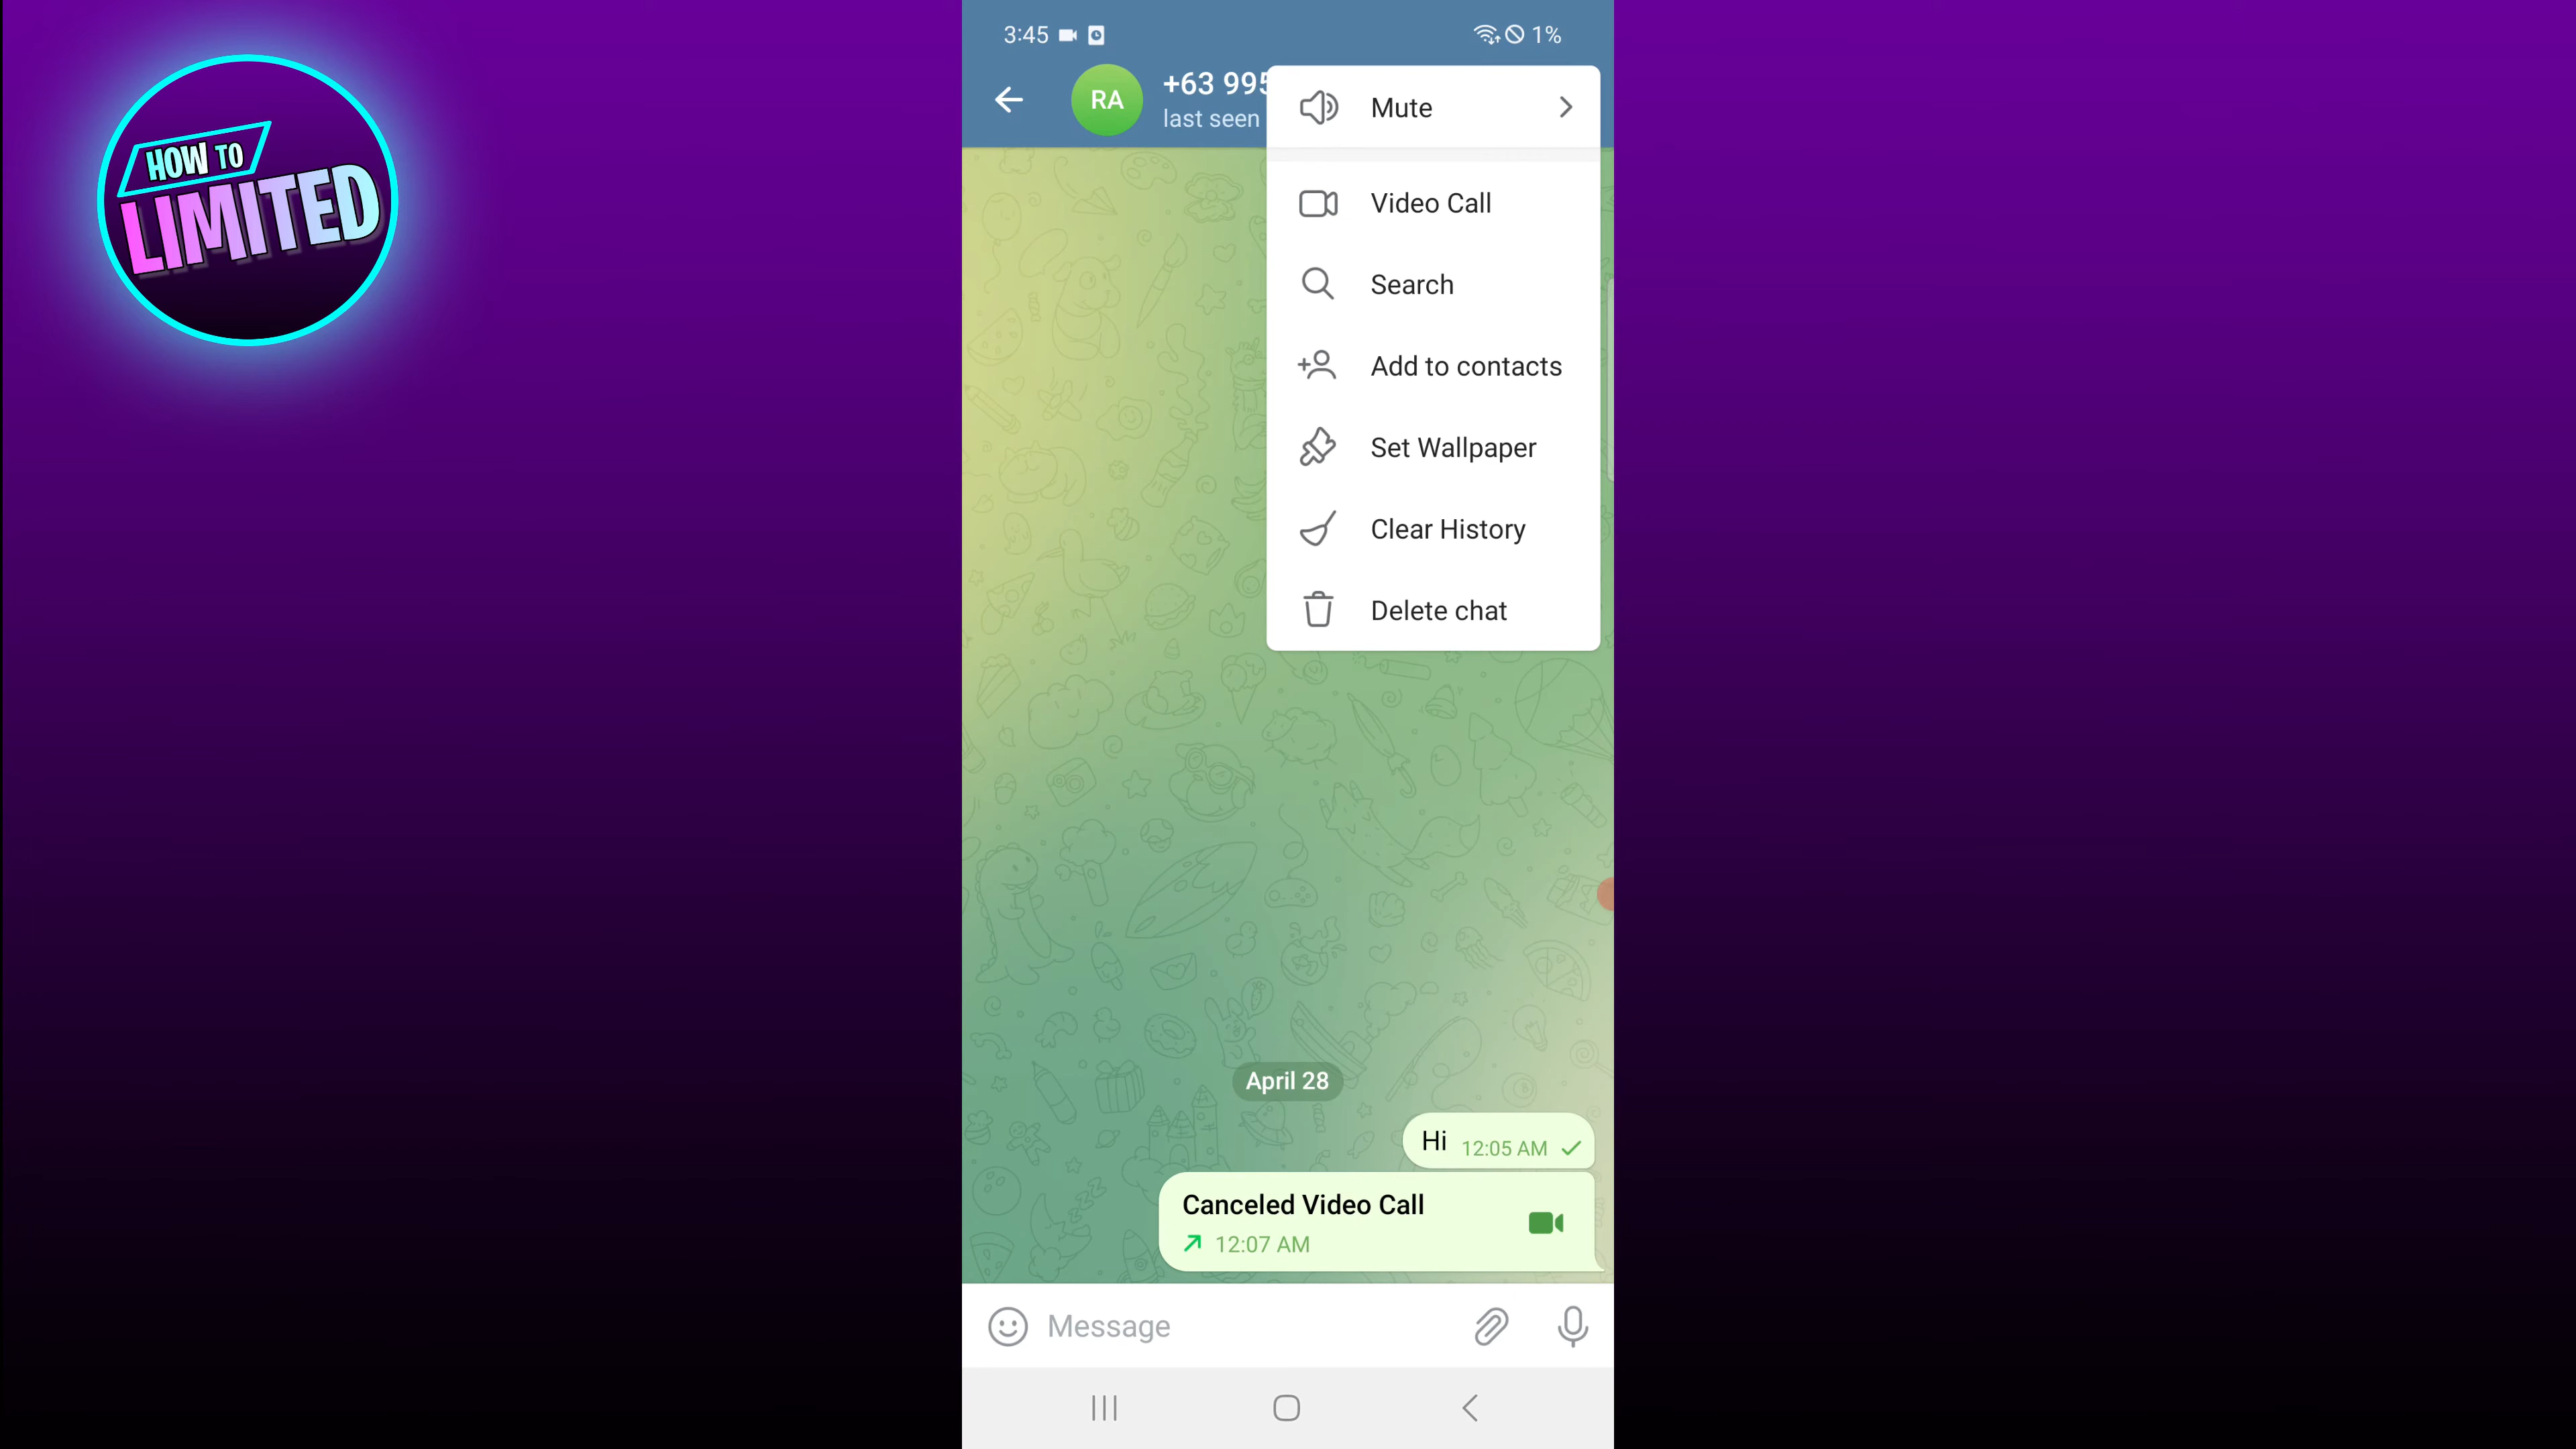 HOW TO
LIMITED
3:45
1%
RA
+63 995
last seen
Mute
Video Call
Search
Add to contacts
Set Wallpaper
Clear History
Delete chat
April 28
Hi 12:05 AM
Canceled Video Call
12:07 AM
Message